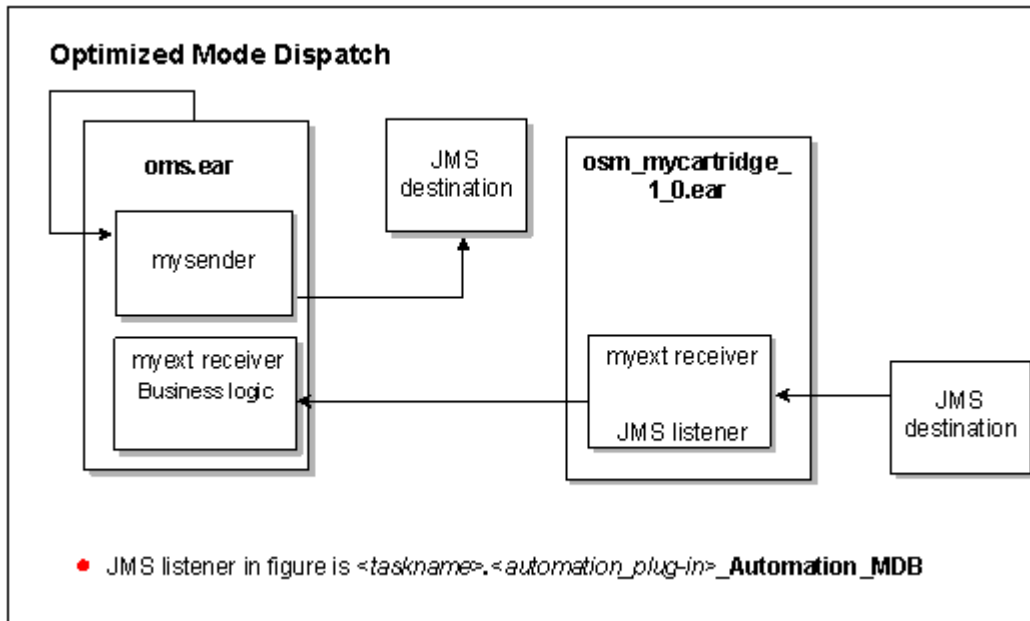 Optimized Mode Dispatch
oms.ear
mysender
myext receiver
Business logic
JMS
destination
osm_mycartridge_
1_0.ear
myext receiver
JMS listener
JMS
destination
JMS listener in figure is <taskname>.<automation_plug-in>_Automation_MDB